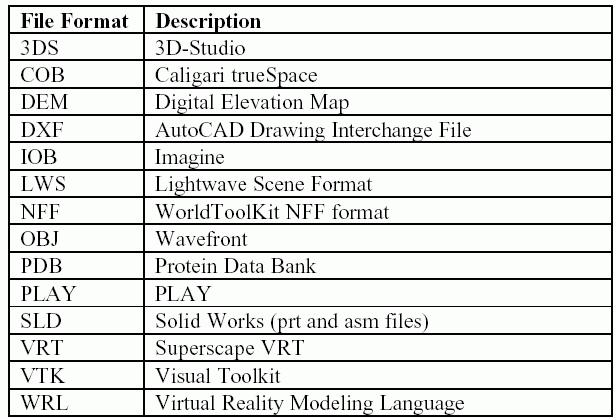 File Format Description
3DS 3D-Studio
COB Caligari trueSpace
DEM Digital Elevation Map
DXF AutoCAD Drawing Interchange File
IOB Imagine
LWS Lightwave Scene Format
NFF WorldToolKit NFF format
OBJ Wavefront
PDB Protein Data Bank
PLAY PLAY
SLD Solid Works (prt and asm files)
VRT Superscape VRT
VTK Visual Toolkit
WRL Virtual Reality Modeling Language